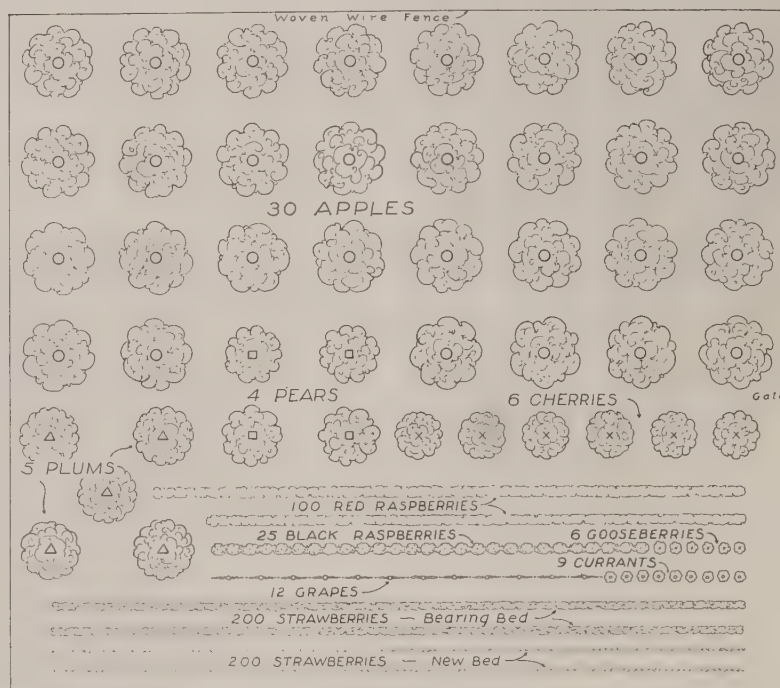 Woven Wire Fence
30 APPLES
4 PEARS
6 CHERRIES
5 PLUMS
100 RED RASPBERRIES
25 BLACK RASPBERRIES
6 GOOSEBERRIES
9 CURRANTS
12 GRAPES
200 STRAWBERRIES — Bearing Bed
200 STRAWBERRIES — New Bed